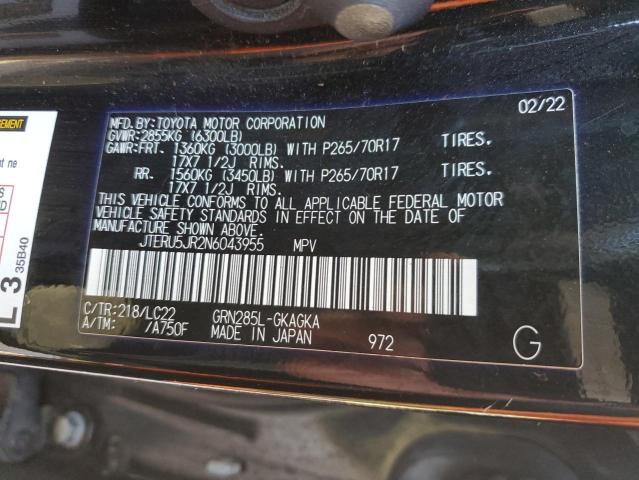 MFD.BY:TOYOTA MOTOR CORPORATION 02/22
GVWR:2855KG (6300LB)
GAWR:FRT. 1360KG (3000LB) WITH P265/70R17 TIRES.
17X7 1/2J RIMS.
RR. 1560KG (3450LB) WITH P265/70R17 TIRES.
17X7 1/2J RIMS.
THIS VEHICLE CONFORMS TO ALL APPLICABLE FEDERAL MOTOR
VEHICLE SAFETY STANDARDS IN EFFECT ON THE DATE OF
MANUFACTURE SHOWN ABOVE.
JTERU5JR2N6043955 MPV
C/TR:218/LC22 GRN285L-GKAGKA
A/TM: /A750F MADE IN JAPAN 972 G
L 3
35B40